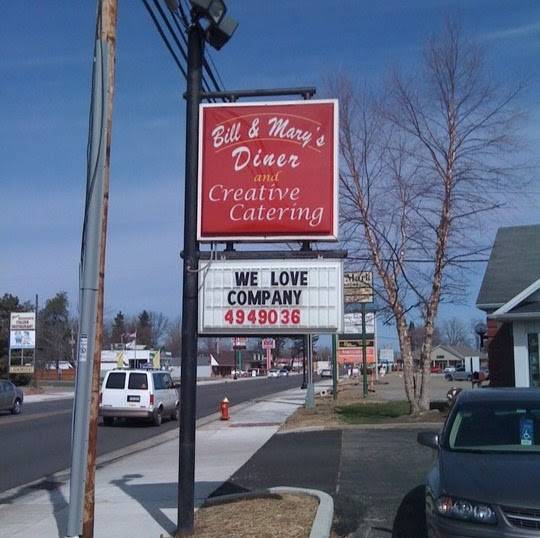 Bill & Mary's
Diner
and
Creative
Catering
WE LOVE
COMPANY
4949036